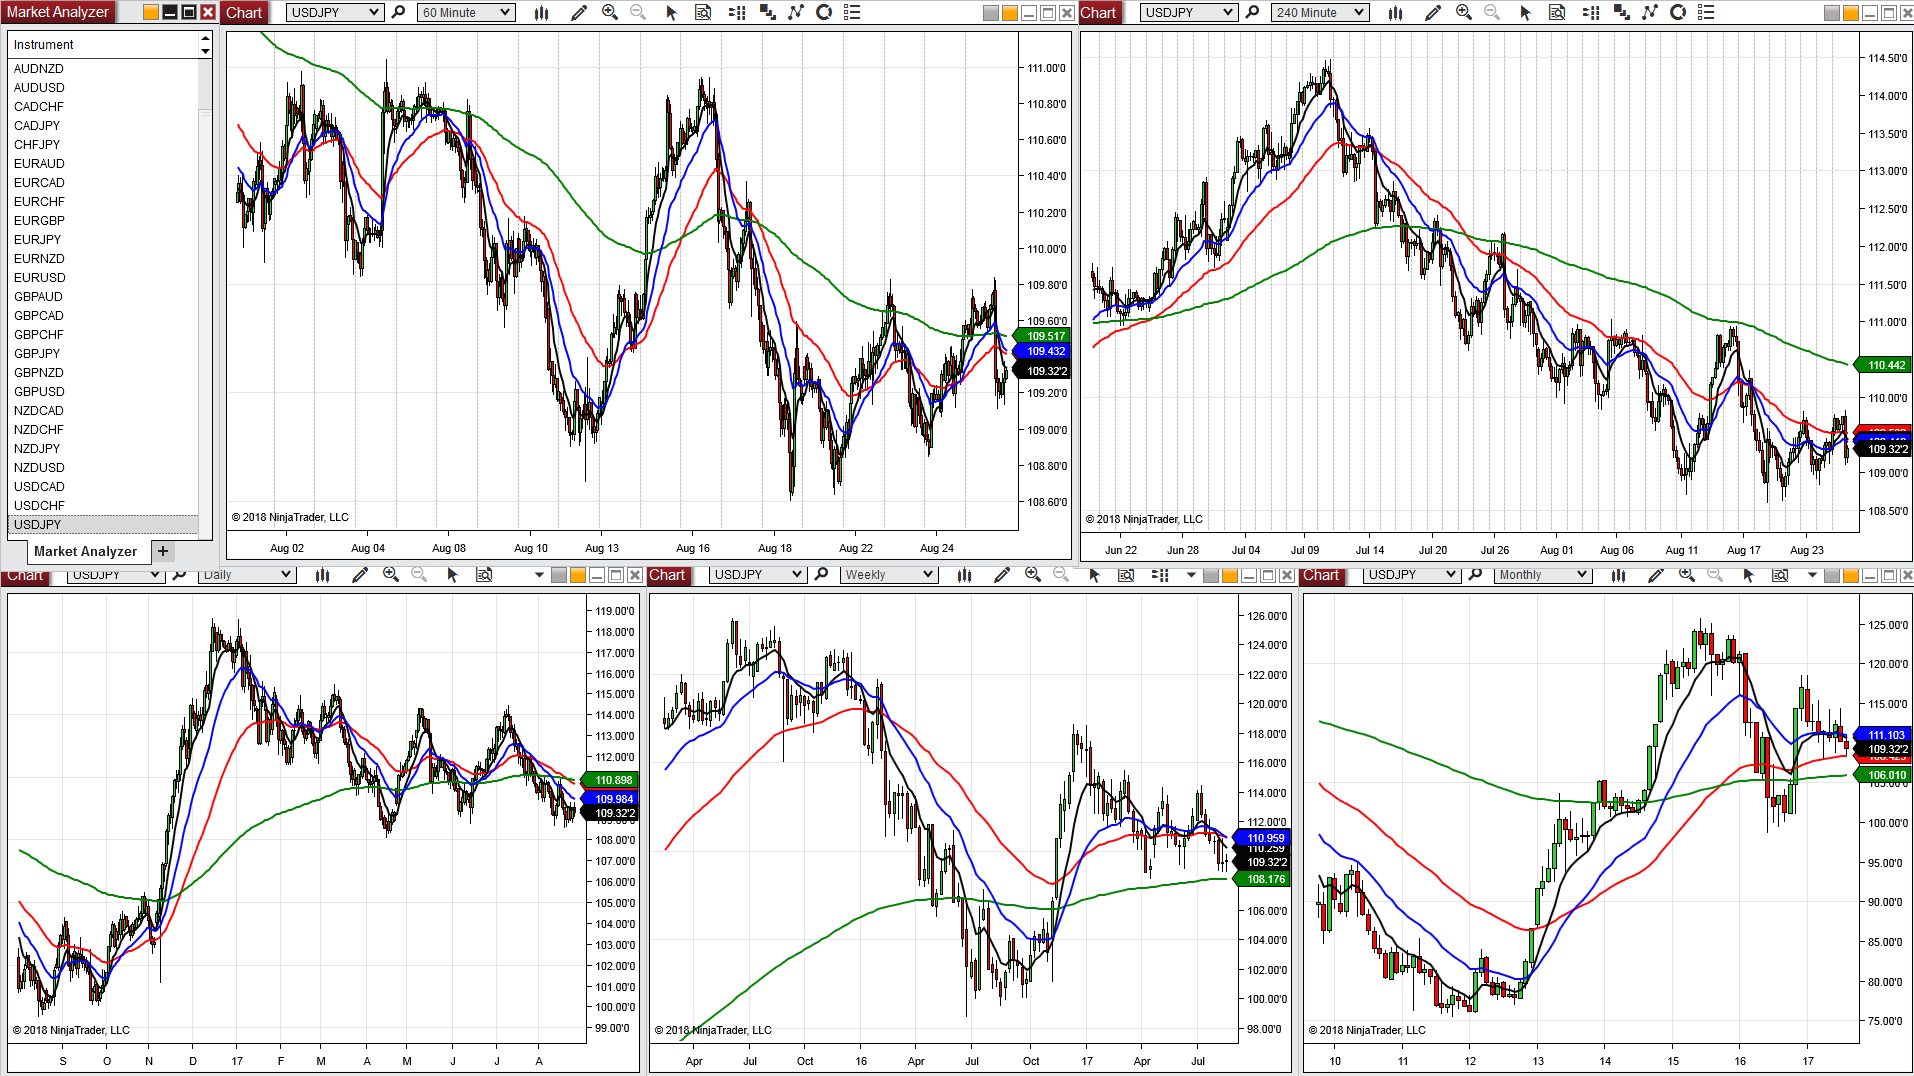 Market Analyzer
Instrument
AUDNZD
AUDUSD
CADCHF
CADJPY
CHFJPY
EURAUD
EURCAD
EURCHF
EURGBP
EURJPY
EURNZD
EURUSD
GBPAUD
GBPCAD
GBPCHF
GBPJPY
GBPNZD
GBPUSD
NZDCAD
NZDCHF
NZDJPY
NZDUSD
USDCAD
USDCHF
USDJPY
Market Analyzer +
Chart USDJPY 60 Minute
111.00'0
110.80'0
110.60'0
110.40'0
110.20'0
110.00'0
109.80'0
109.60'0
109.517
109.432
109.32'2
109.20'0
109.00'0
108.80'0
108.60'0
© 2018 NinjaTrader, LLC
Aug 02 Aug 04 Aug 08 Aug 10 Aug 13 Aug 16 Aug 18 Aug 22 Aug 24
Chart USDJPY 240 Minute
114.50'0
114.00'0
113.50'0
113.00'0
112.50'0
112.00'0
111.50'0
111.00'0
110.442
110.00'0
109.32'2
109.00'0
108.50'0
© 2018 NinjaTrader, LLC
Jun 22 Jun 28 Jul 04 Jul 09 Jul 14 Jul 20 Jul 26 Aug 01 Aug 06 Aug 11 Aug 17 Aug 23
Chart USDJPY Daily
119.00'0
118.00'0
117.00'0
116.00'0
115.00'0
114.00'0
113.00'0
112.00'0
110.898
109.984
109.32'2
108.00'0
107.00'0
106.00'0
105.00'0
104.00'0
103.00'0
102.00'0
101.00'0
100.00'0
99.00'0
© 2018 NinjaTrader, LLC
S O N D 17 F M A M J J A
Chart USDJPY Weekly
126.00'0
124.00'0
122.00'0
120.00'0
118.00'0
116.00'0
114.00'0
112.00'0
110.959
110.259
109.32'2
108.176
106.00'0
104.00'0
102.00'0
100.00'0
98.00'0
© 2018 NinjaTrader, LLC
Apr Jul Oct 16 Apr Jul Oct 17 Apr Jul
Chart USDJPY Monthly
125.00'0
120.00'0
115.00'0
111.103
109.32'2
106.010
100.00'0
95.00'0
90.00'0
85.00'0
80.00'0
75.00'0
© 2018 NinjaTrader, LLC
10 11 12 13 14 15 16 17